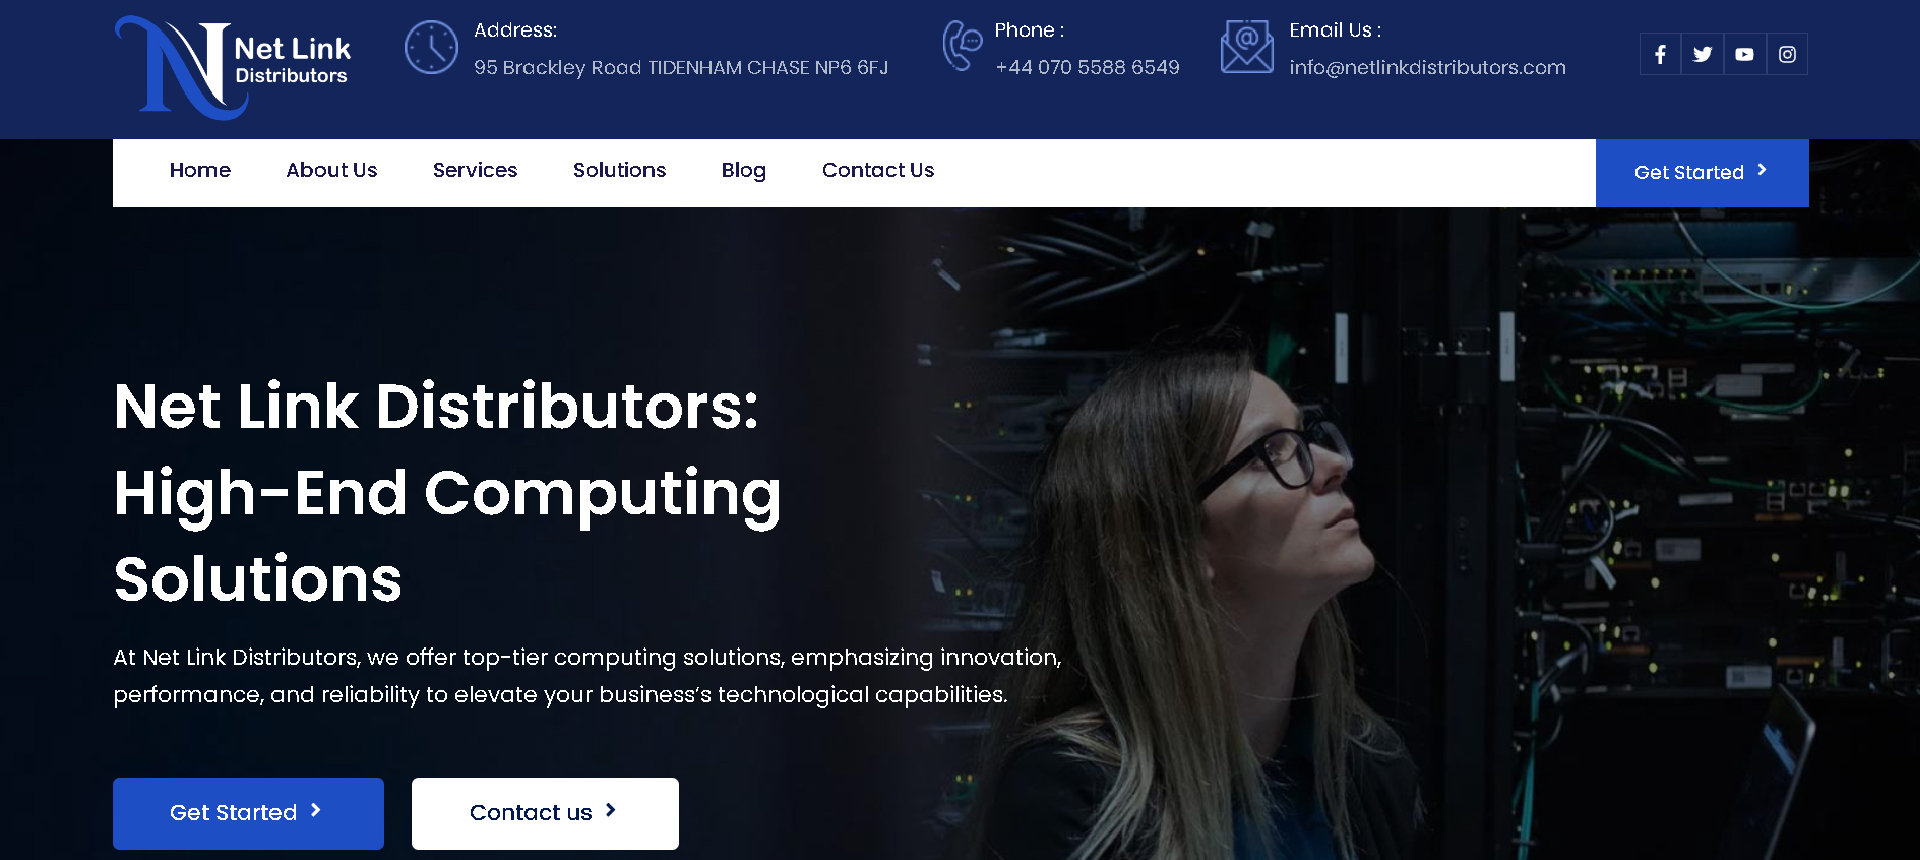 Net Link
Distributors
Address:
95 Brackley Road TIDENHAM CHASE NP6 6FJ
Phone :
+44 070 5588 6549
Email Us :
info@netlinkdistributors.com
Home
About Us
Services
Solutions
Blog
Contact Us
Get Started
Net Link Distributors:
High-End Computing
Solutions
At Net Link Distributors, we offer top-tier computing solutions, emphasizing innovation,
performance, and reliability to elevate your business’s technological capabilities.
Get Started
Contact us